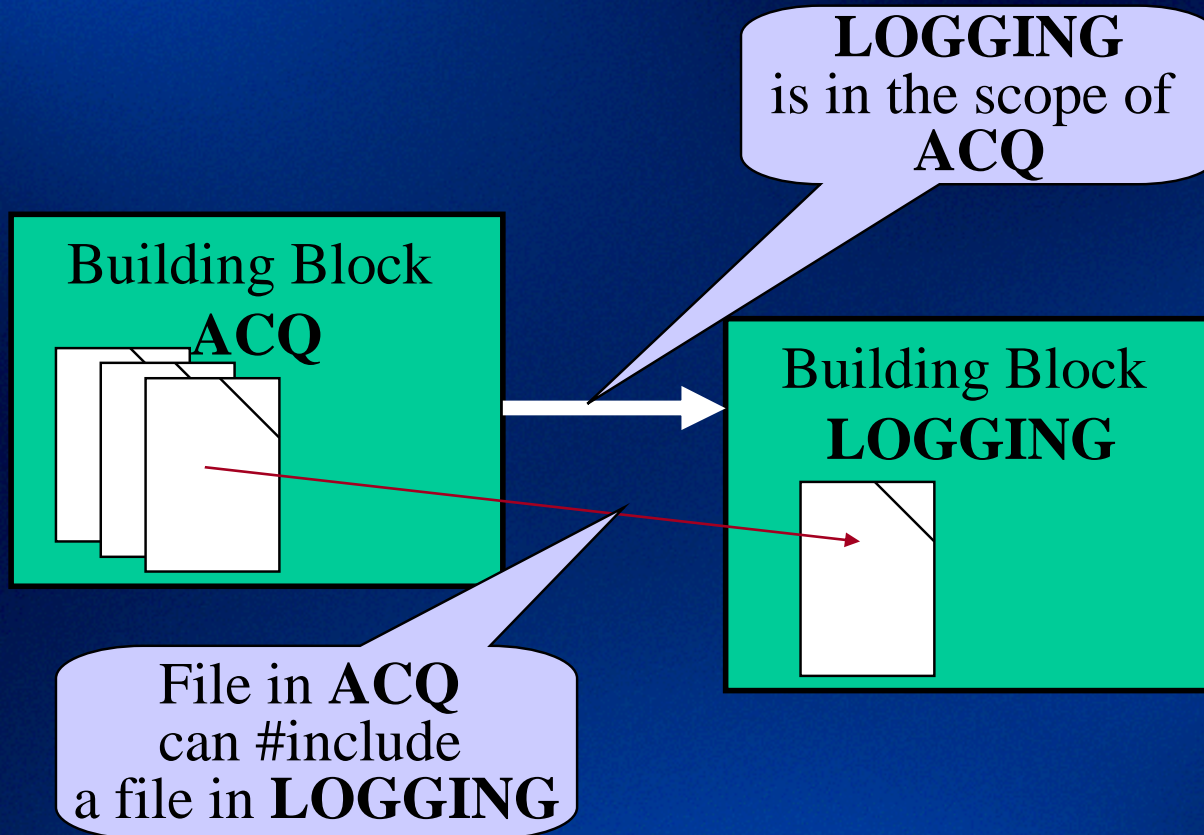 LOGGING
is in the scope of
ACQ
Building Block
ACQ
Building Block
LOGGING
File in ACQ
can #include
a file in LOGGING